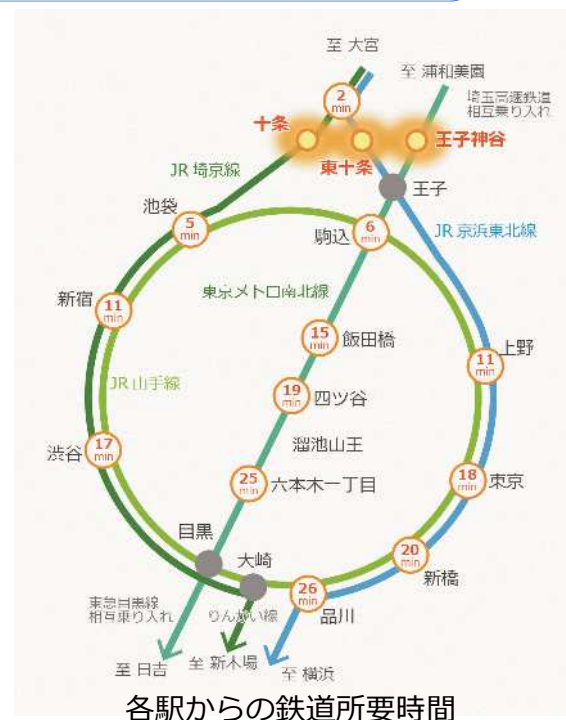 至 大宮
至 浦和美園
埼玉高速鉄道
相互乗り入れ
2
min
十条
東十条
王子神谷
JR 埼京線
王子
池袋
5
min
駒込
6
min
JR 京浜東北線
新宿
11
min
東京メトロ南北線
15
min
飯田橋
上野
11
min
JR 山手線
19
min
四ツ谷
溜池山王
渋谷
17
min
25
min
六本木一丁目
18
min
東京
目黒
大崎
20
min
新橋
26
min
品川
東急目黒線
相互乗り入れ
りんかい線
至 日吉
至 新木場
至 横浜
各駅からの鉄道所要時間